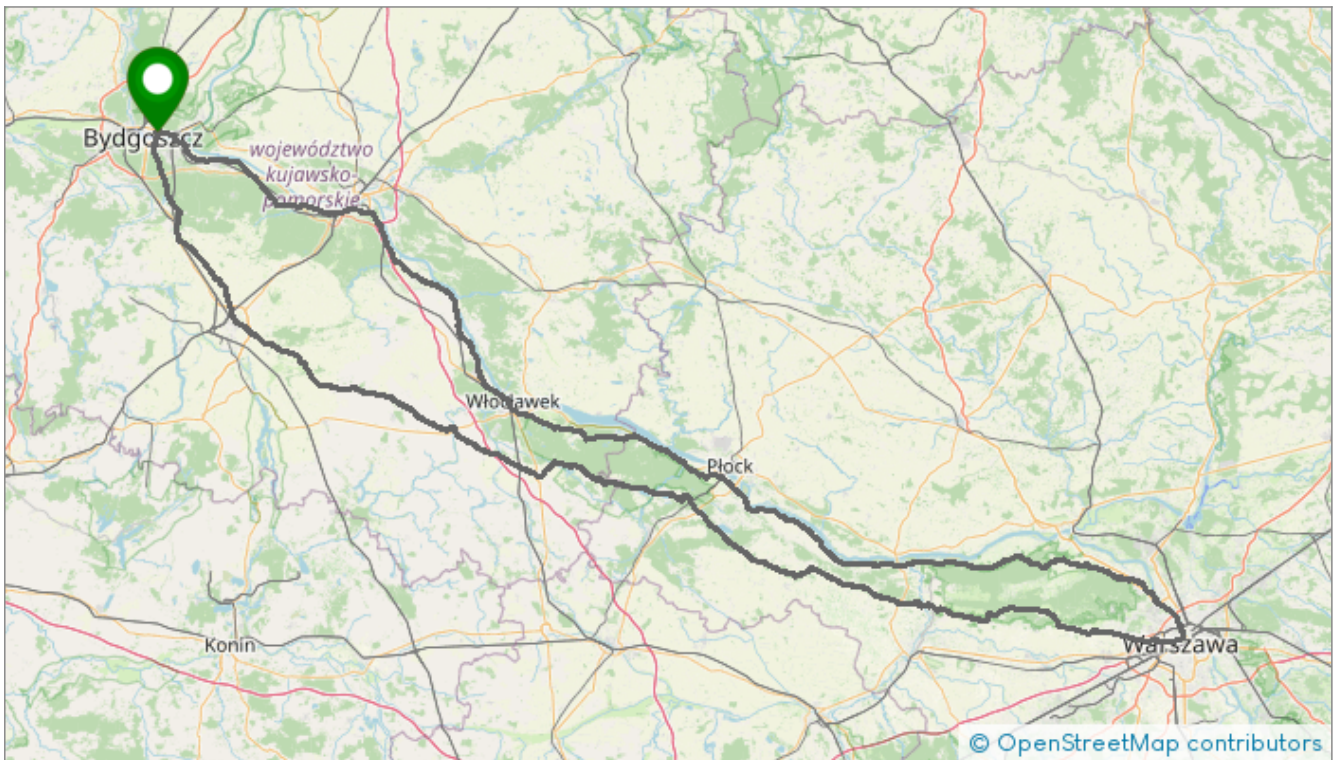 Bydgoszcz
województwo
kujawsko-
pomorskie
Włocławek
Płock
Konin
Warszawa
© OpenStreetMap contributors